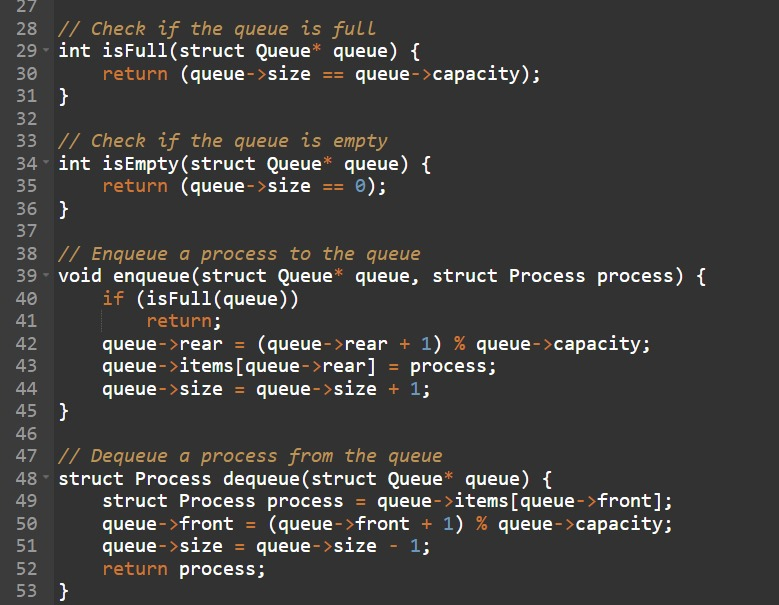 27
28 // Check if the queue is full
29 int isFull(struct Queue* queue) {
30     return (queue->size == queue->capacity);
31 }
32
33 // Check if the queue is empty
34 int isEmpty(struct Queue* queue) {
35     return (queue->size == 0);
36 }
37
38 // Enqueue a process to the queue
39 void enqueue(struct Queue* queue, struct Process process) {
40     if (isFull(queue))
41         return;
42     queue->rear = (queue->rear + 1) % queue->capacity;
43     queue->items[queue->rear] = process;
44     queue->size = queue->size + 1;
45 }
46
47 // Dequeue a process from the queue
48 struct Process dequeue(struct Queue* queue) {
49     struct Process process = queue->items[queue->front];
50     queue->front = (queue->front + 1) % queue->capacity;
51     queue->size = queue->size - 1;
52     return process;
53 }